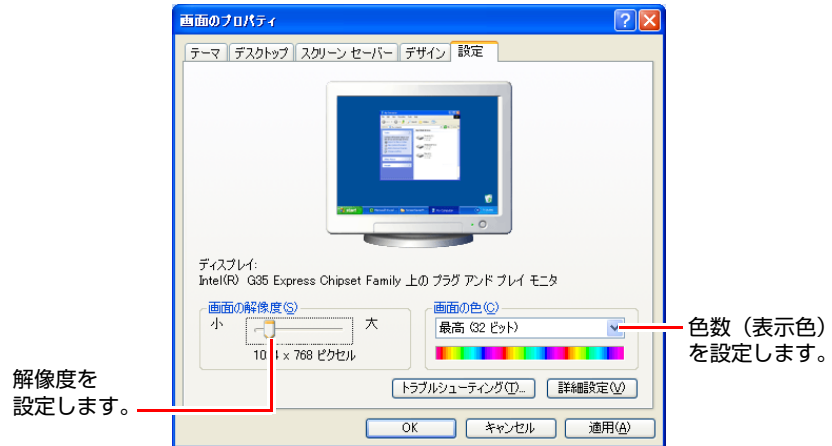 画面のプロパティ
テーマ デスクトップ スクリーン セーバー デザイン 設定
ディスプレイ:
Intel(R) G35 Express Chipset Family 上の プラグ アンド プレイ モニタ
画面の解像度(S)
小 大
1024 x 768 ピクセル
画面の色(C)
最高 (32 ビット)
トラブルシューティング(T)... 詳細設定(V)
OK キャンセル 適用(A)
解像度を
設定します。
色数（表示色）
を設定します。